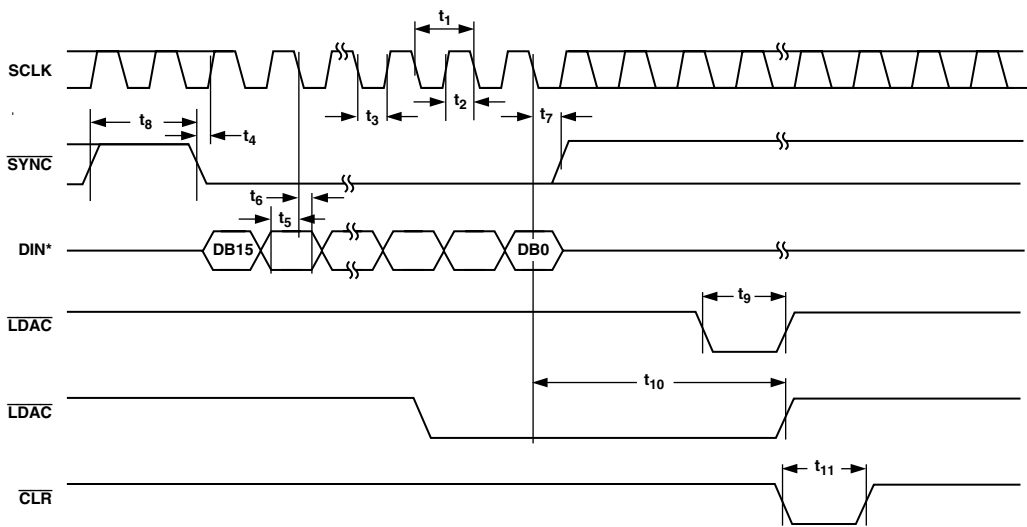 t1
SCLK
t2
t3
t7
t8
t4
SYNC
t6
t5
DIN*
DB15
DB0
t9
LDAC
t10
LDAC
t11
CLR